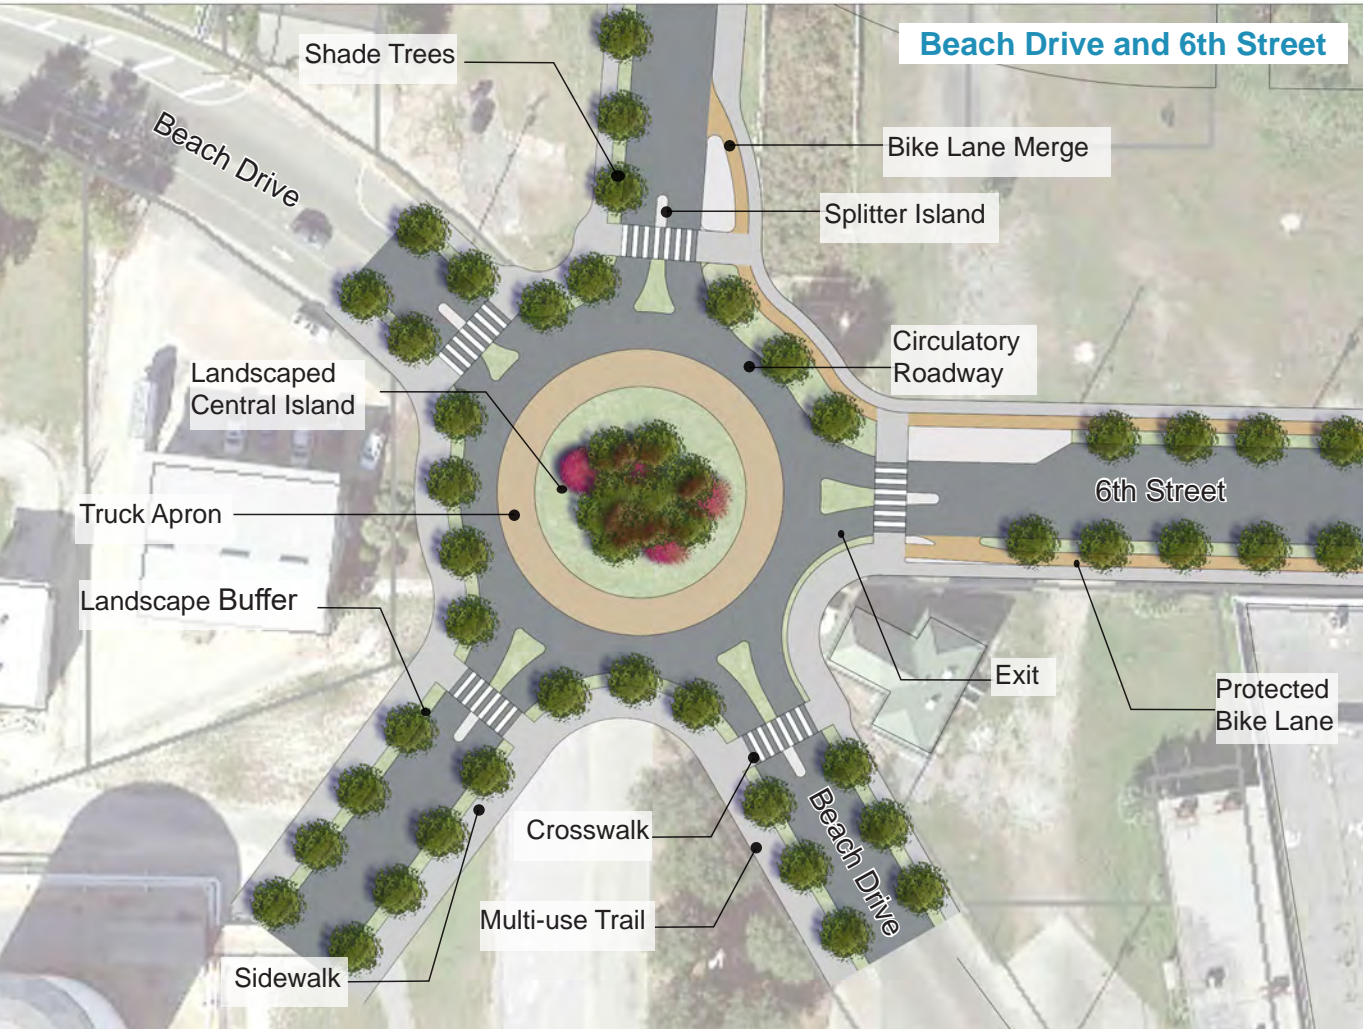 Beach Drive and 6th Street
Shade Trees
Beach Drive
Bike Lane Merge
Splitter Island
Circulatory
Roadway
Landscaped
Central Island
6th Street
Truck Apron
Landscape Buffer
Exit
Protected
Bike Lane
Crosswalk
Beach Drive
Multi-use Trail
Sidewalk